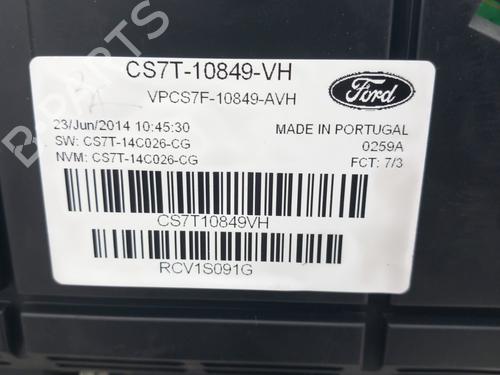 CS7T-10849-VH
VPCS7F-10849-AVH
Ford
23/Jun/2014 10:45:30
MADE IN PORTUGAL
SW: CS7T-14C026-CG
0259A
NVM: CS7T-14C026-CG
FCT: 7/3
CS7T10849VH
RCV1S091G
B PARTS